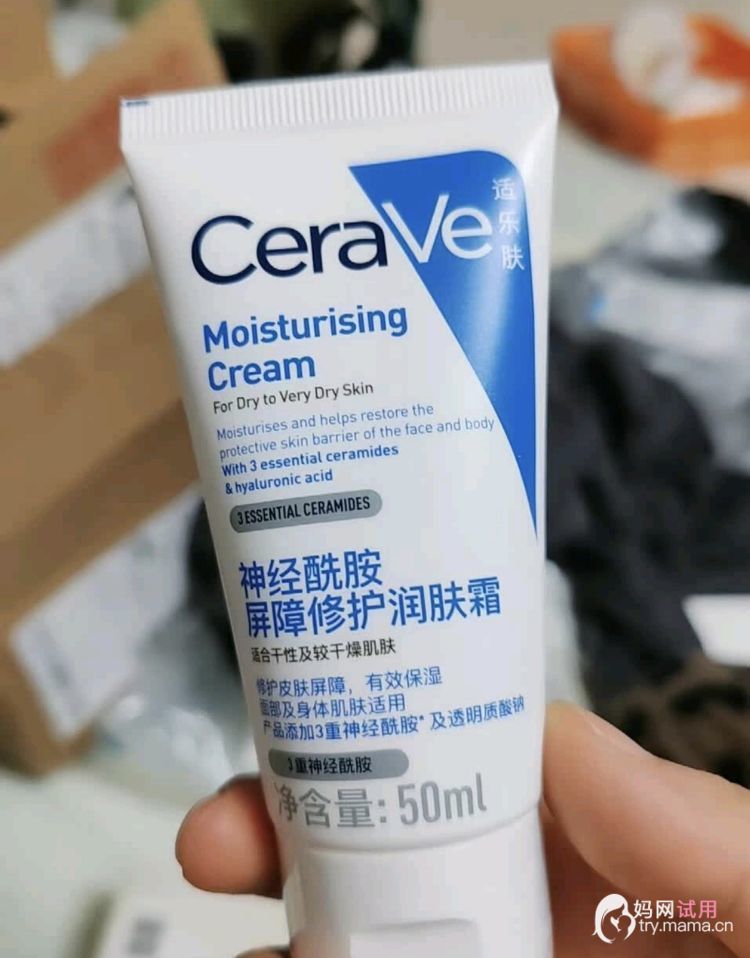 CeraVe
适乐肤
Moisturising
Cream
For Dry to Very Dry Skin
Moisturises and helps restore the
protective skin barrier of the face and body
With 3 essential ceramides
& hyaluronic acid
3 ESSENTIAL CERAMIDES
神经酰胺
屏障修护润肤霜
适合干性及较干燥肌肤
修护皮肤屏障，有效保湿
面部及身体肌肤适用
产品添加3重神经酰胺*及透明质酸钠
3重神经酰胺
净含量: 50ml
妈网试用
try.mama.cn